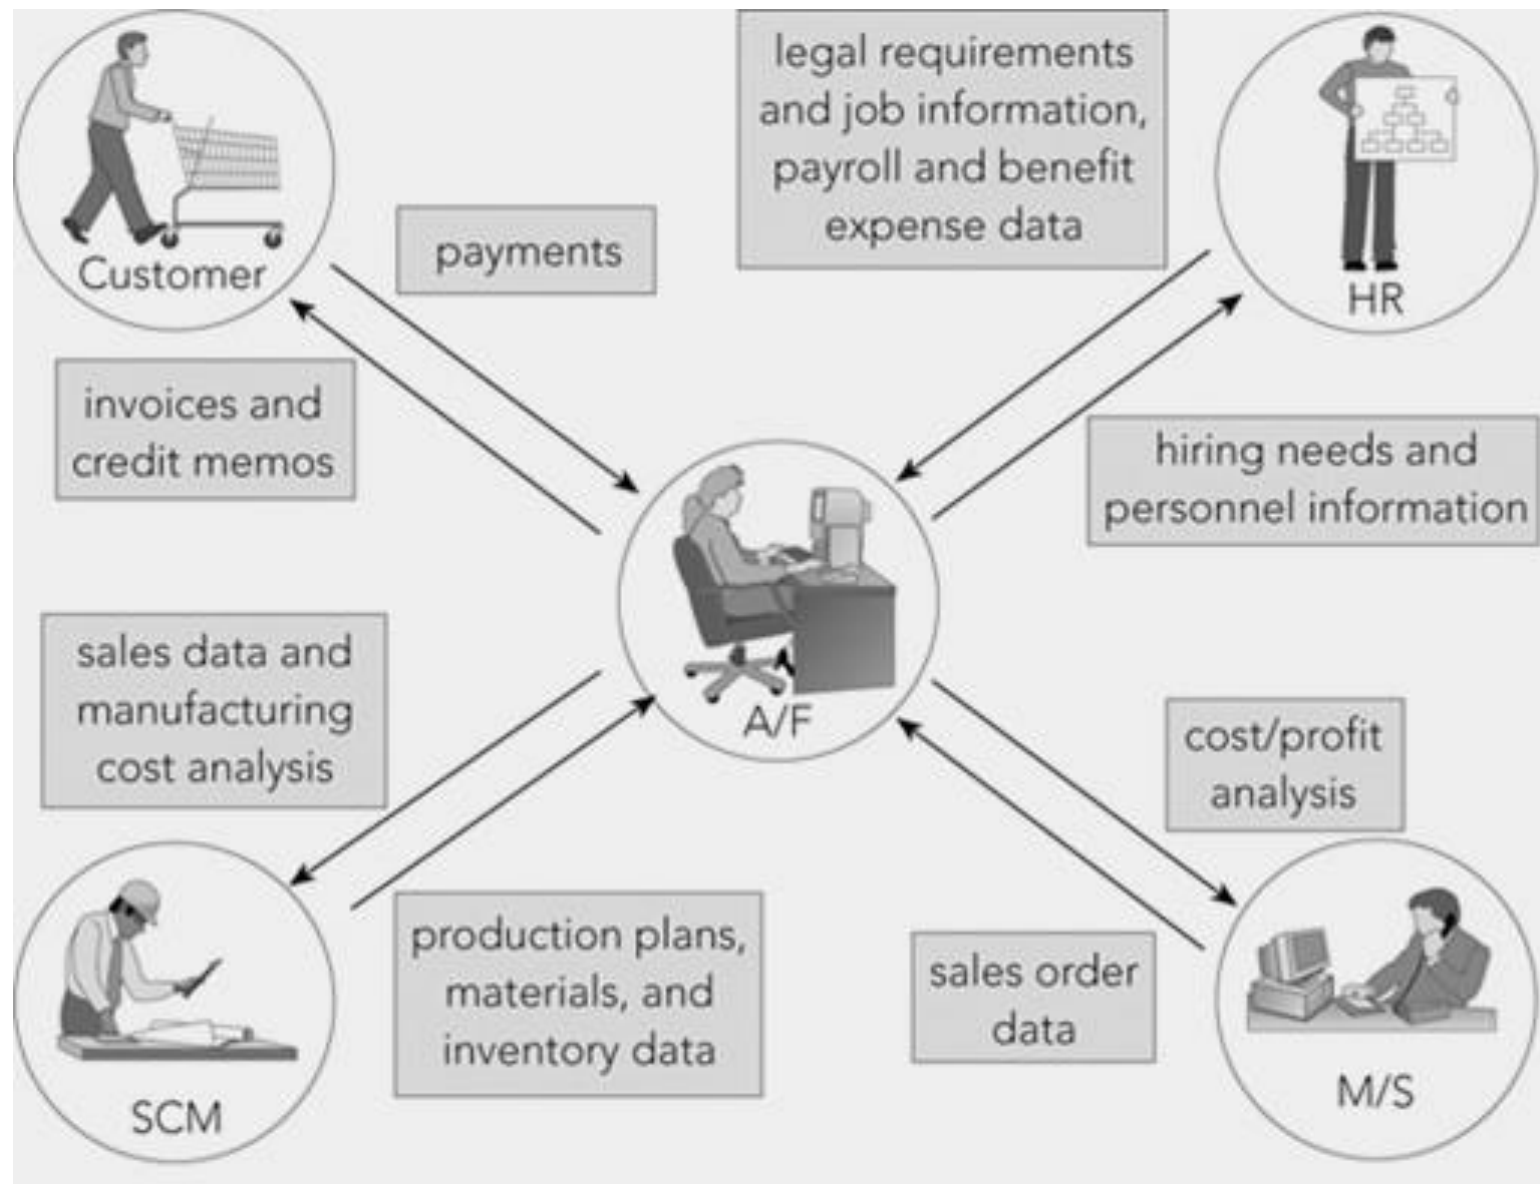 legal requirements
and job information,
payroll and benefit
expense data
payments
Customer
HR
invoices and
credit memos
hiring needs and
personnel information
sales data and
manufacturing
cost analysis
A/F
cost/profit
analysis
production plans,
materials, and
inventory data
sales order
data
SCM
M/S